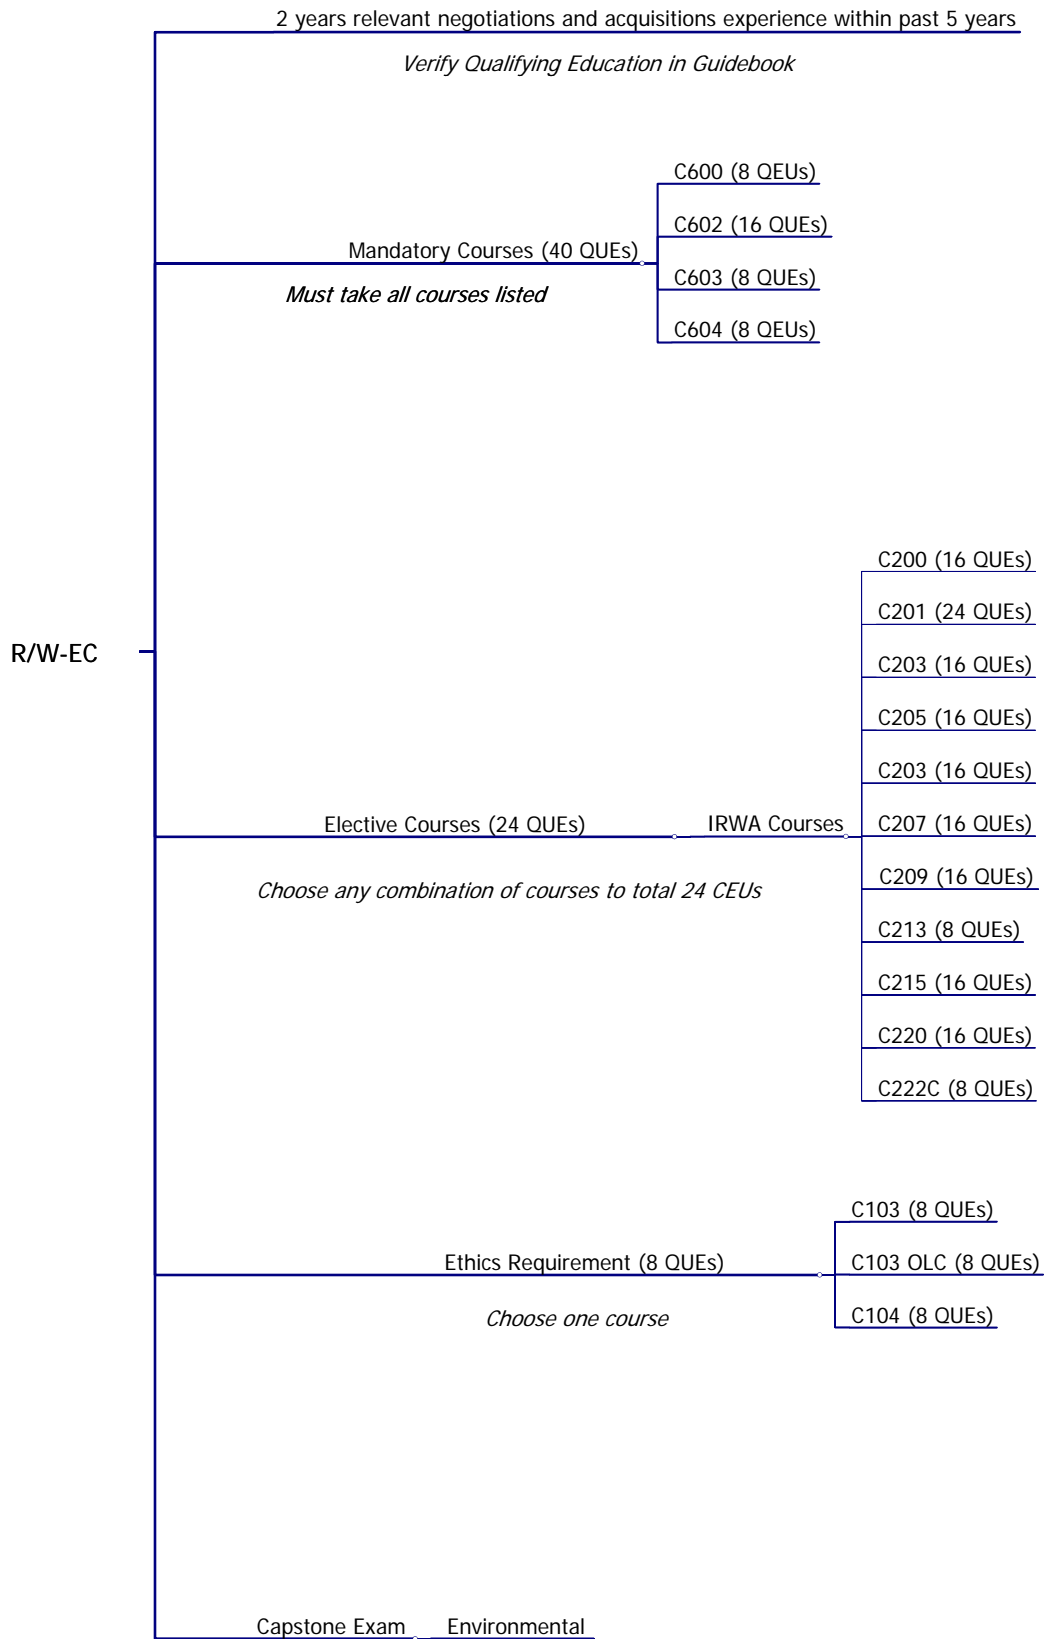 2 years relevant negotiations and acquisitions experience within past 5 years
Verify Qualifying Education in Guidebook
C600 (8 QEUs)
C602 (16 QUEs)
Mandatory Courses (40 QUEs)
C603 (8 QUEs)
Must take all courses listed
C604 (8 QEUs)
C200 (16 QUEs)
C201 (24 QUEs)
R/W-EC
C203 (16 QUEs)
C205 (16 QUEs)
C203 (16 QUEs)
Elective Courses (24 QUEs)
IRWA Courses
C207 (16 QUEs)
C209 (16 QUEs)
Choose any combination of courses to total 24 CEUs
C213 (8 QUEs)
C215 (16 QUEs)
C220 (16 QUEs)
C222C (8 QUEs)
C103 (8 QUEs)
Ethics Requirement (8 QUEs)
C103 OLC (8 QUEs)
Choose one course
C104 (8 QUEs)
Capstone Exam
Environmental